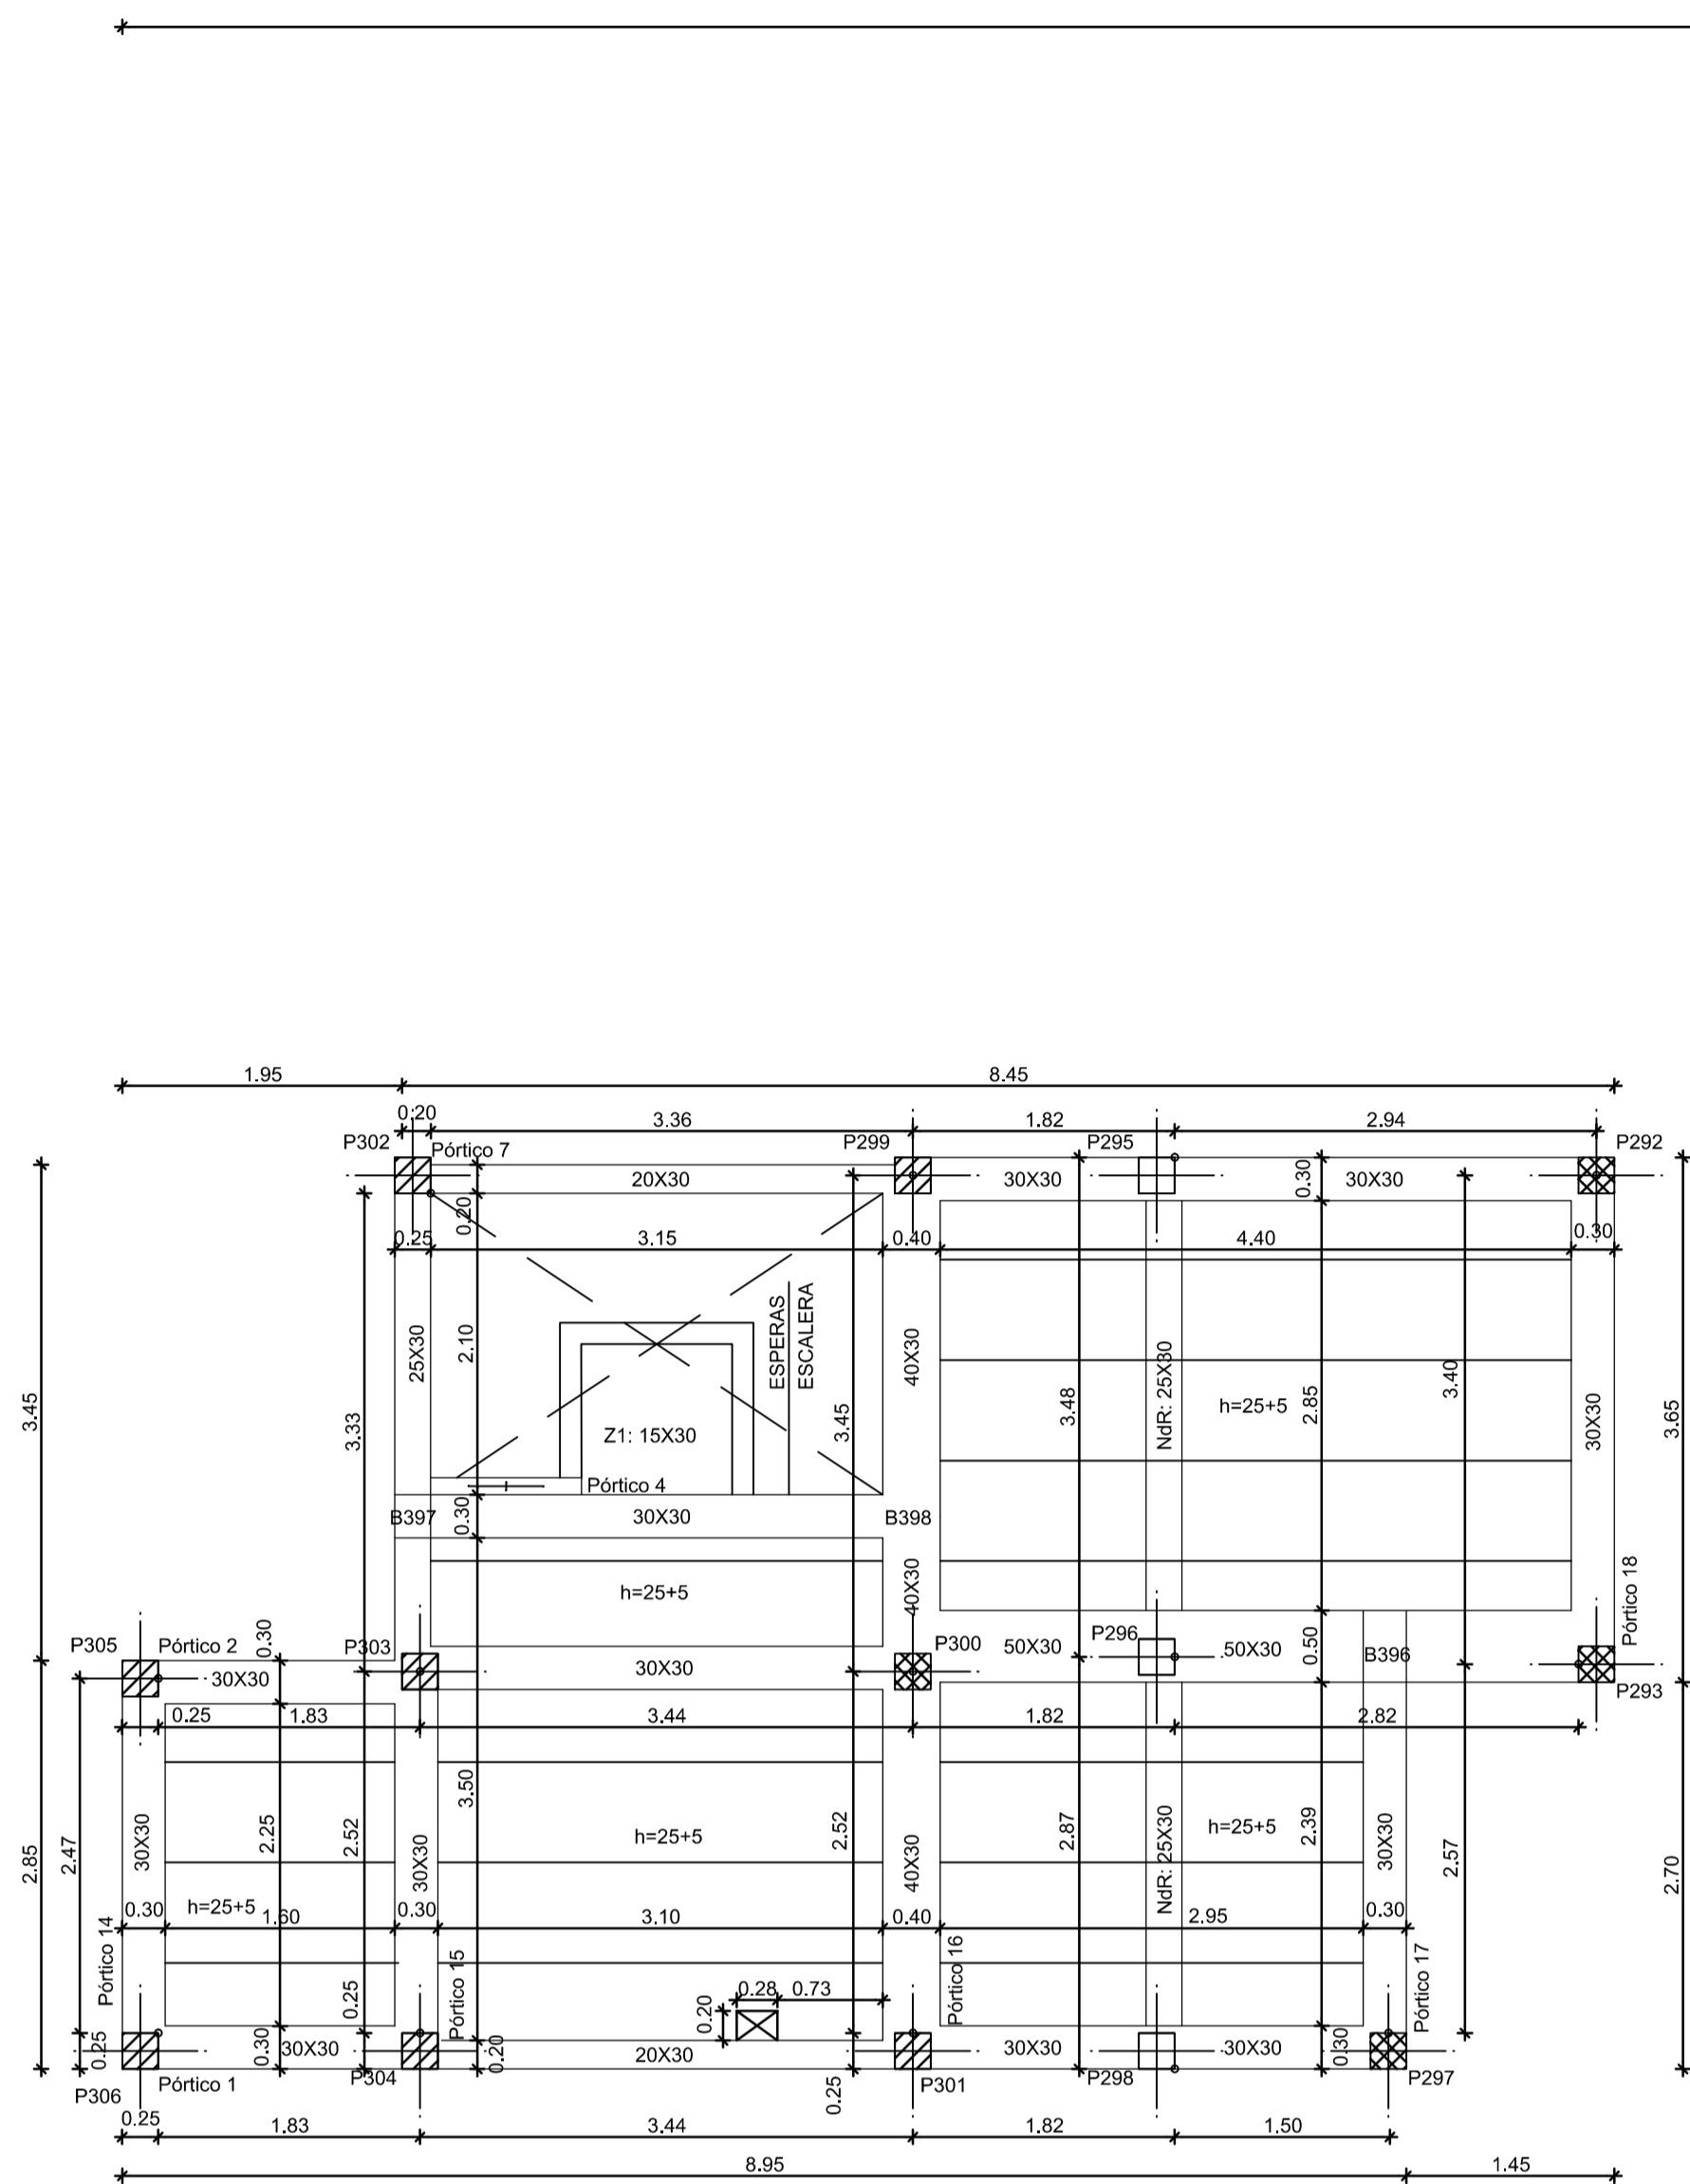 1.95
8.45
0.20
3.36
1.82
2.94
P302
Pórtico 7
P299
P295
P292
20X30
30X30
0.30
30X30
0.20
0.25
3.15
0.40
4.40
0.30
ESPERAS
ESCALERA
25X30
2.10
40X30
NdR: 25X30
3.40
3.45
3.33
3.45
3.48
h=25+5
2.85
30X30
3.65
Z1: 15X30
Pórtico 4
0.30
B397
30X30
B398
40X30
h=25+5
Pórtico 18
P305
Pórtico 2
0.30
P303
30X30
P300
50X30
P296
50X30
0.50
B396
30X30
P293
0.25
1.83
3.44
1.82
2.82
3.50
2.85
2.47
30X30
2.25
2.52
30X30
h=25+5
2.52
40X30
2.87
NdR: 25X30
h=25+5
2.39
30X30
2.57
2.70
0.30
h=25+5
1.60
0.30
3.10
0.40
2.95
0.30
Pórtico 14
Pórtico 15
Pórtico 16
Pórtico 17
0.25
0.28
0.73
0.20
0.25
0.30
30X30
0.20
20X30
30X30
30X30
0.30
P306
Pórtico 1
P304
0.25
P301
P298
P297
0.25
1.83
3.44
1.82
1.50
8.95
1.45